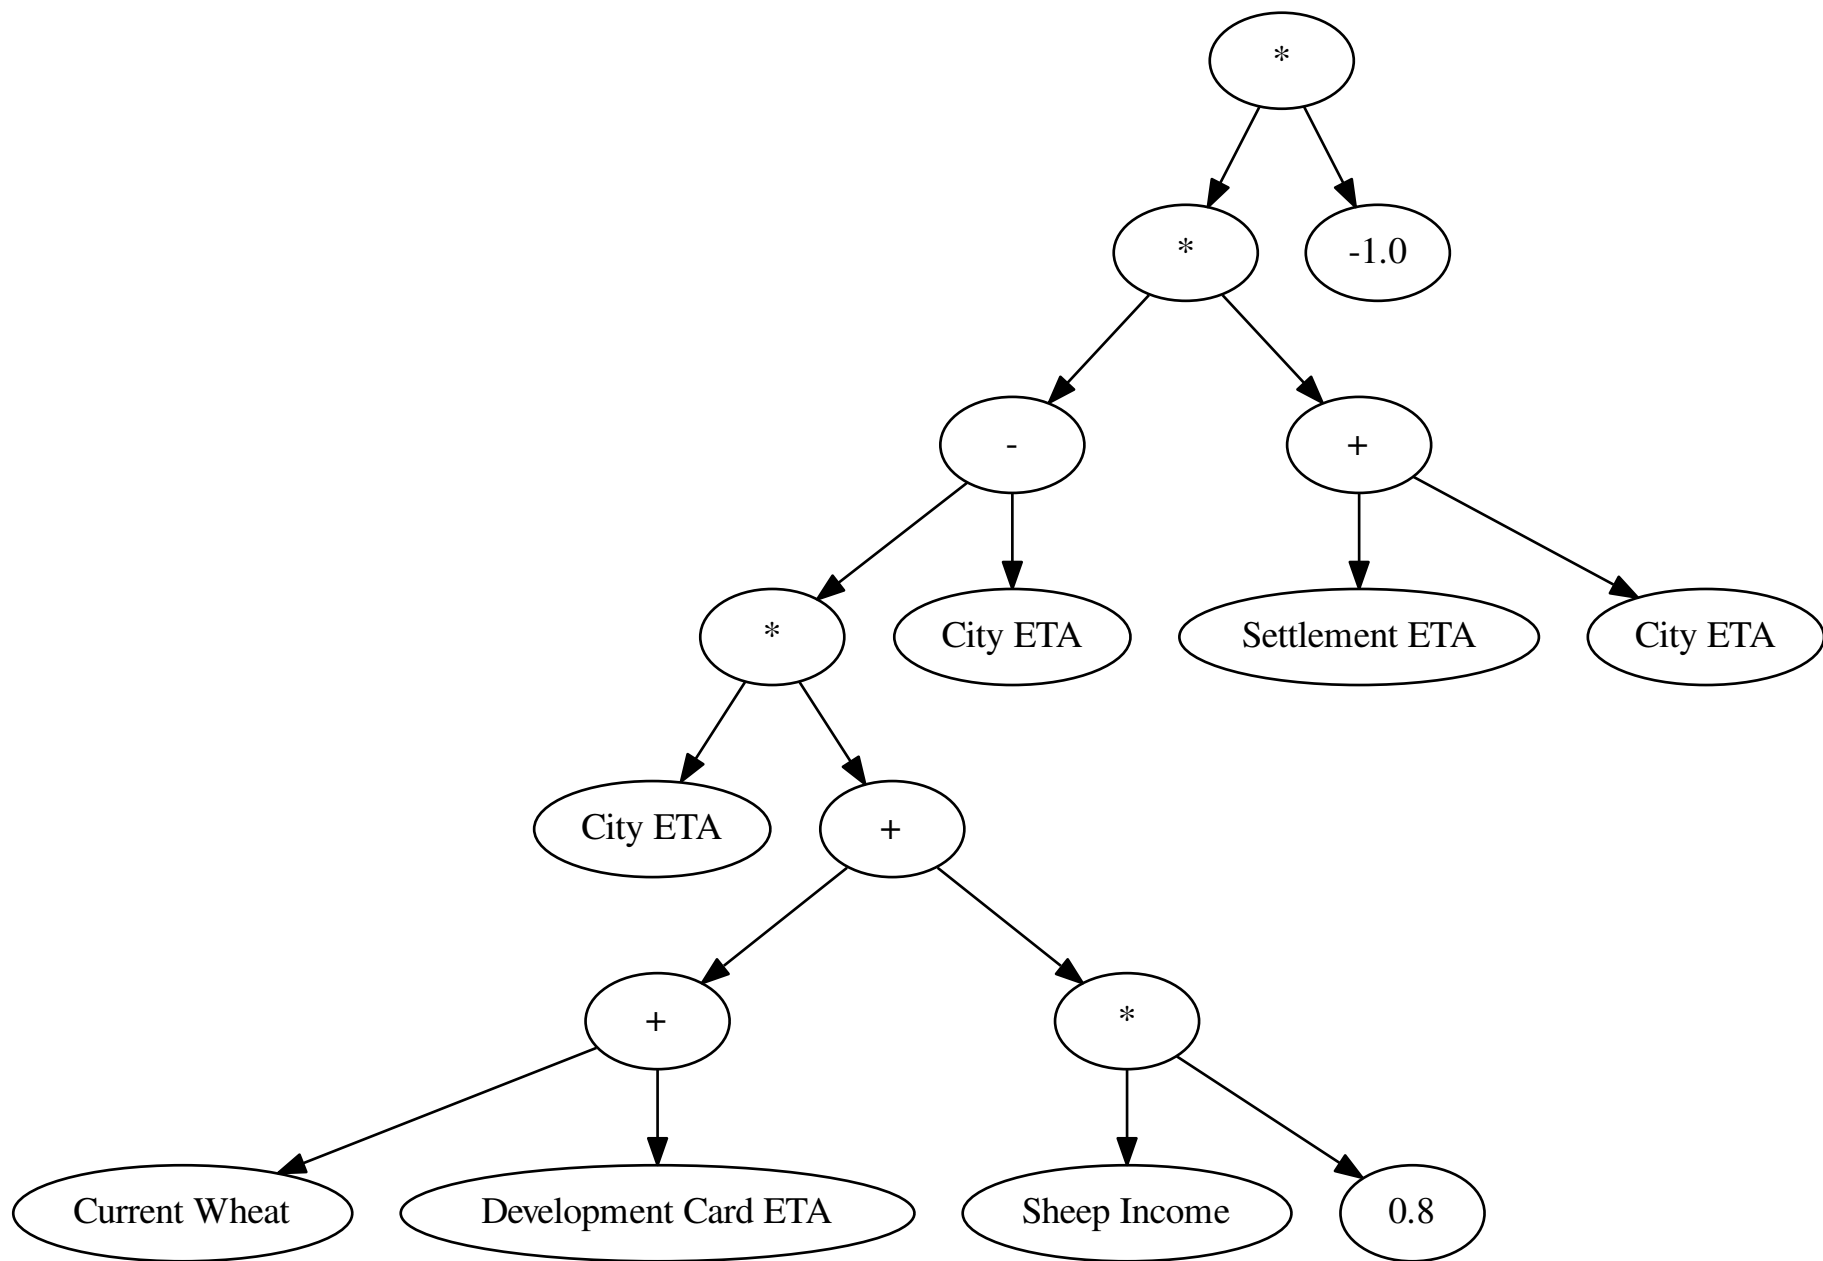 *
*
-1.0
-
+
*
City ETA
Settlement ETA
City ETA
City ETA
+
+
*
Current Wheat
Development Card ETA
Sheep Income
0.8